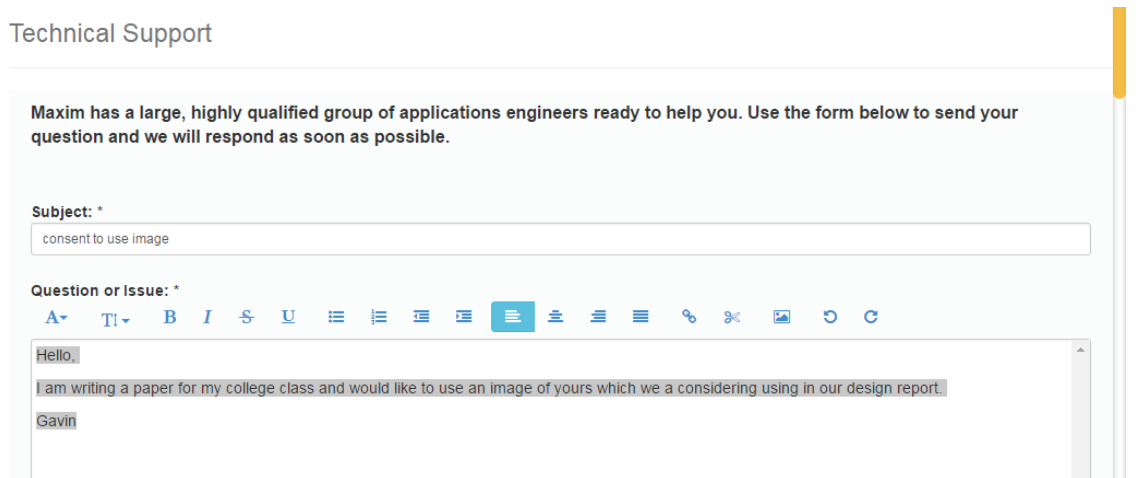 Technical Support
Maxim has a large, highly qualified group of applications engineers ready to help you. Use the form below to send your
question and we will respond as soon as possible.
Subject: *
consent to use image
Question or Issue: *
A T B I S U
Hello,
I am writing a paper for my college class and would like to use an image of yours which we a considering using in our design report.
Gavin